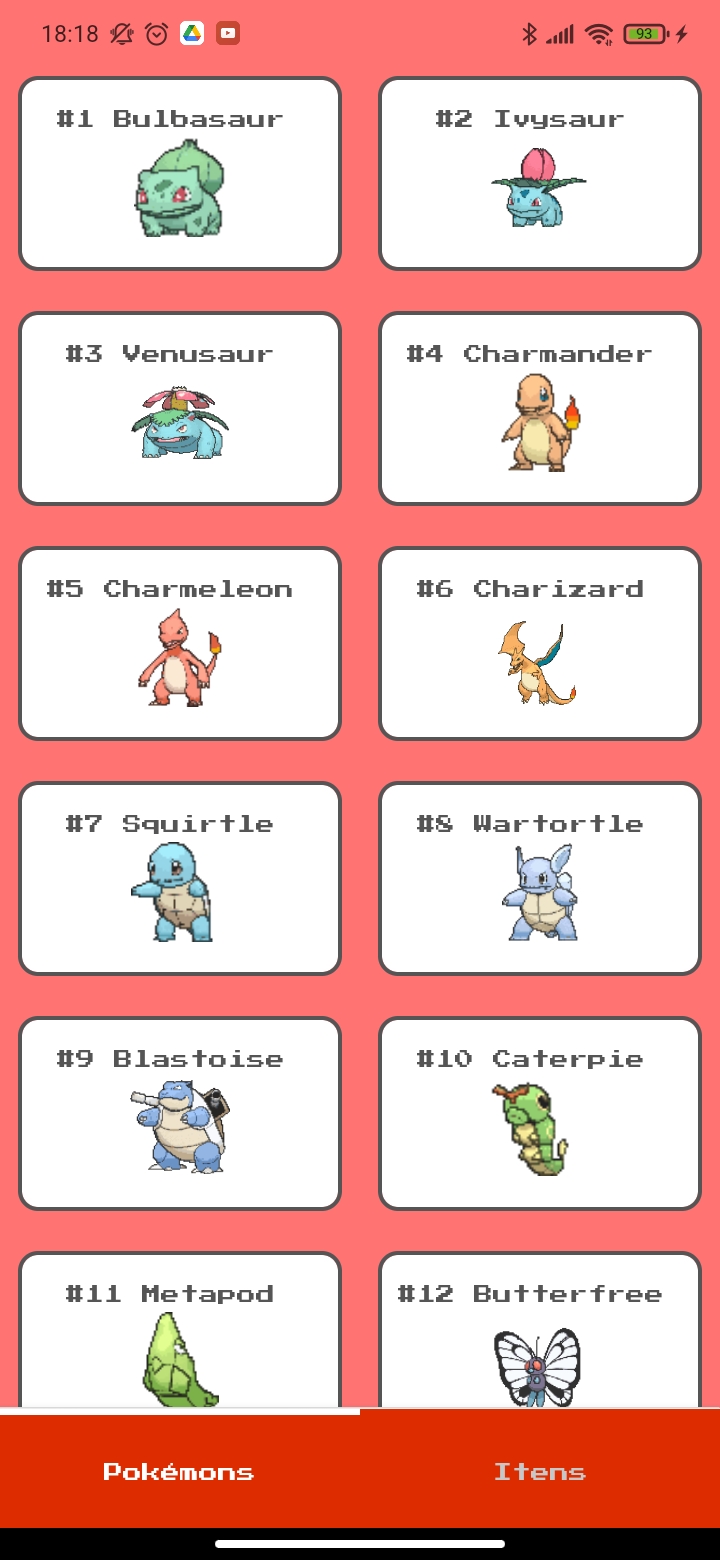 18:18 93
#1 Bulbasaur
#2 Ivysaur
#3 Venusaur
#4 Charmander
#5 Charmeleon
#6 Charizard
#7 Squirtle
#8 Wartortle
#9 Blastoise
#10 Caterpie
#11 Metapod
#12 Butterfree
Pokémons
Itens